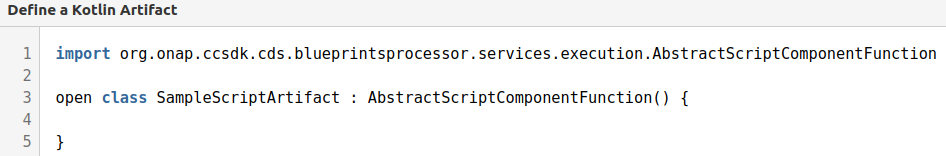 Define a Kotlin Artifact
1 import org.onap.ccsdk.cds.blueprintsprocessor.services.execution.AbstractScriptComponentFunction
2
3 open class SampleScriptArtifact : AbstractScriptComponentFunction() {
4
5 }